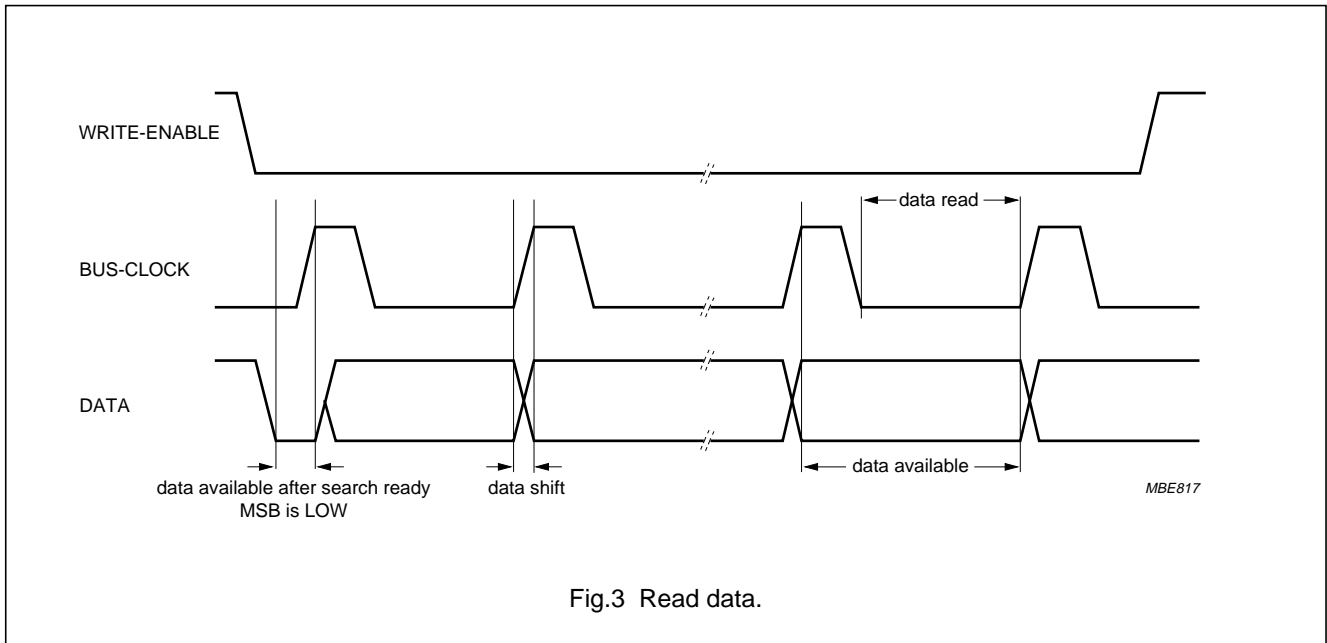 WRITE-ENABLE
data read
BUS-CLOCK
DATA
data available
data available after search ready
MSB is LOW
data shift
MBE817
Fig.3 Read data.